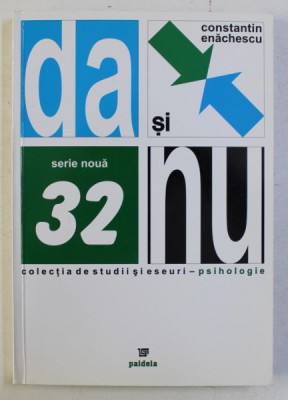 da
constantin
enăchescu
și
serie nouă
32
nu
colecția de studii și eseuri – psihologie
paideia